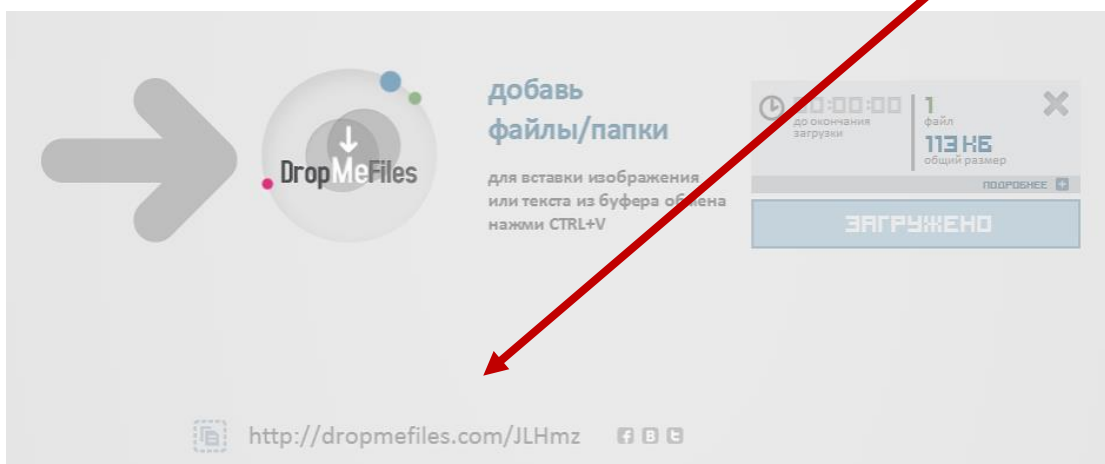 DropMeFiles
добавь
файлы/папки
для вставки изображения
или текста из буфера обмена
нажми CTRL+V
00:00:00
до окончания
загрузки
1
файл
113 КБ
общий размер
ПОДРОБНЕЕ
ЗАГРУЖЕНО
http://dropmefiles.com/JLHmz